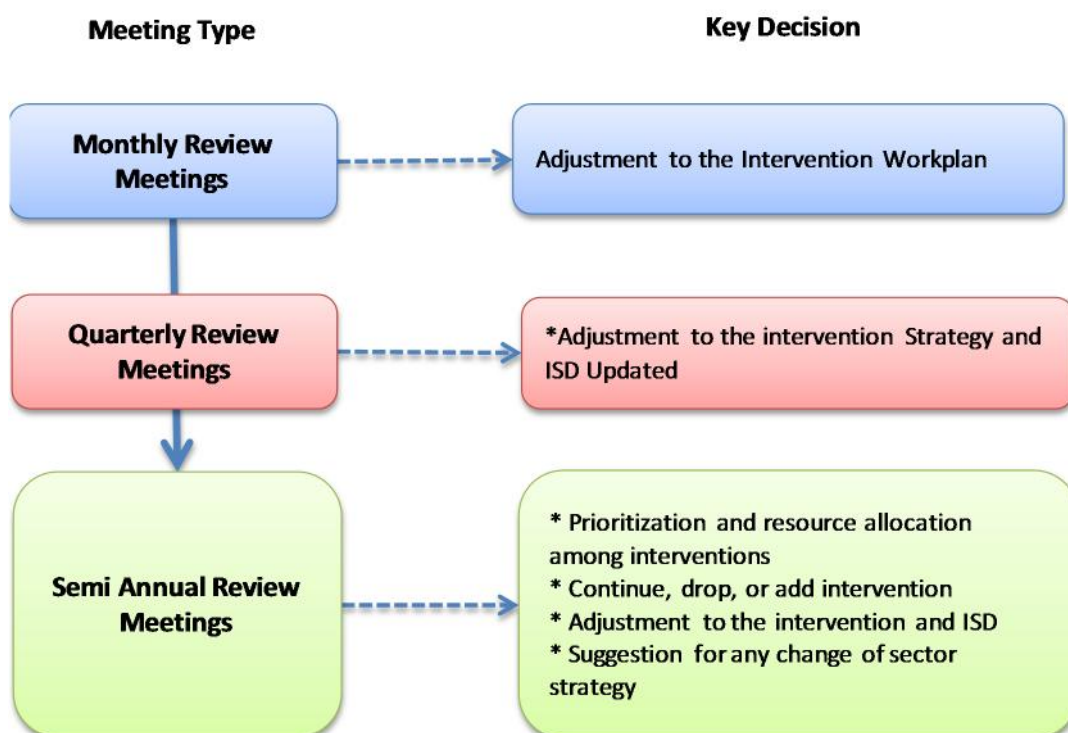 Meeting Type
Key Decision
Monthly Review
Meetings
Adjustment to the Intervention Workplan
Quarterly Review
Meetings
*Adjustment to the intervention Strategy and
ISD Updated
Semi Annual Review
Meetings
* Prioritization and resource allocation
among interventions
* Continue, drop, or add intervention
* Adjustment to the intervention and ISD
* Suggestion for any change of sector
strategy